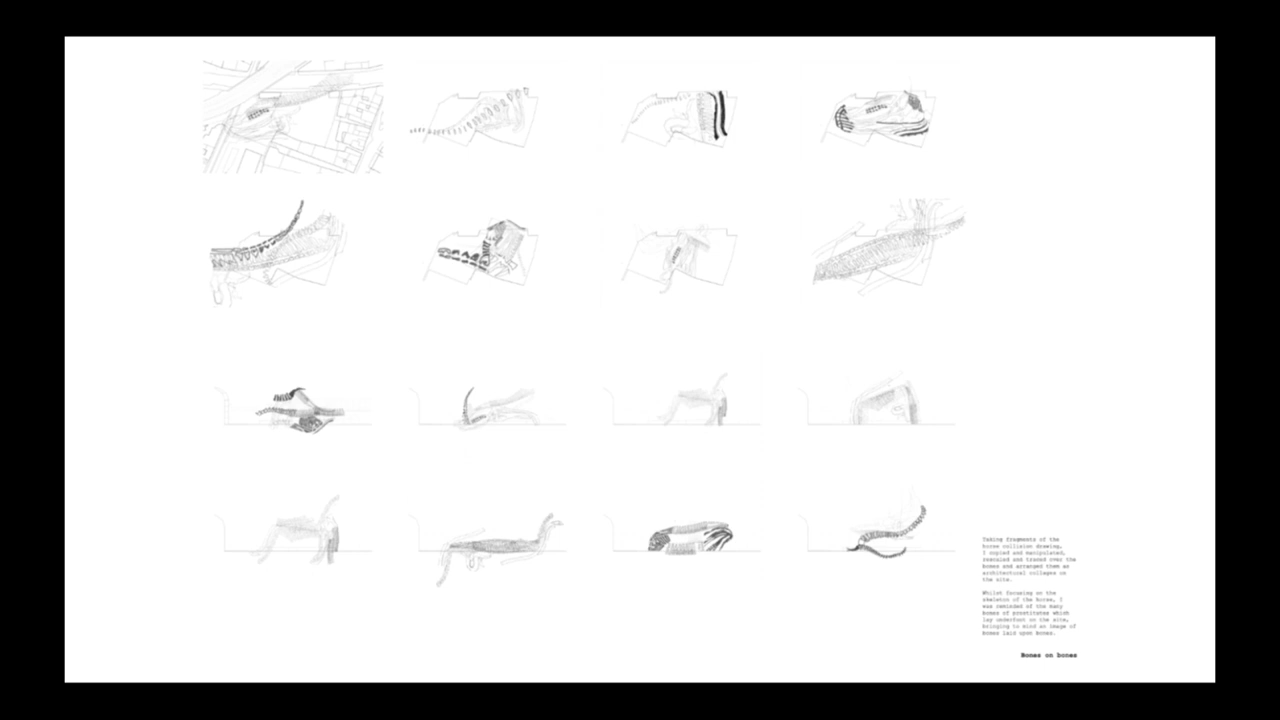 Taking fragments of the
horse collision drawing,
I copied and manipulated,
rescaled and traced over the
bones and arranged them as
architectural collages on
the site.
Whilst focusing on the
skeleton of the horse, I
was reminded of the many
bones of prostitutes which
lay underfoot on the site,
bringing to mind an image of
bones laid upon bones.
Bones on bones